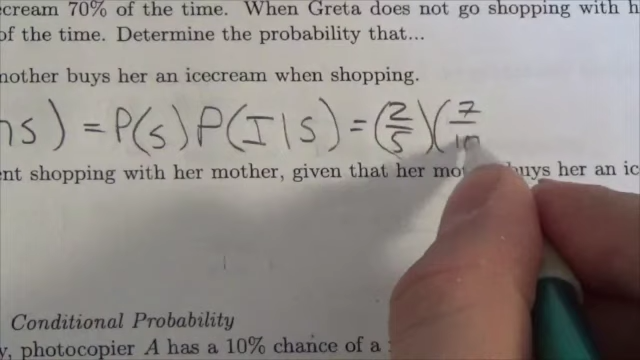 cream 70% of the time. When Greta does not go shopping with h
of the time. Determine the probability that...
mother buys her an icecream when shopping.
∩S) = P(S) P(I|S) = (2/5)(7/10
ent shopping with her mother, given that her mo buys her an ic
Conditional Probability
y, photocopier A has a 10% chance of a